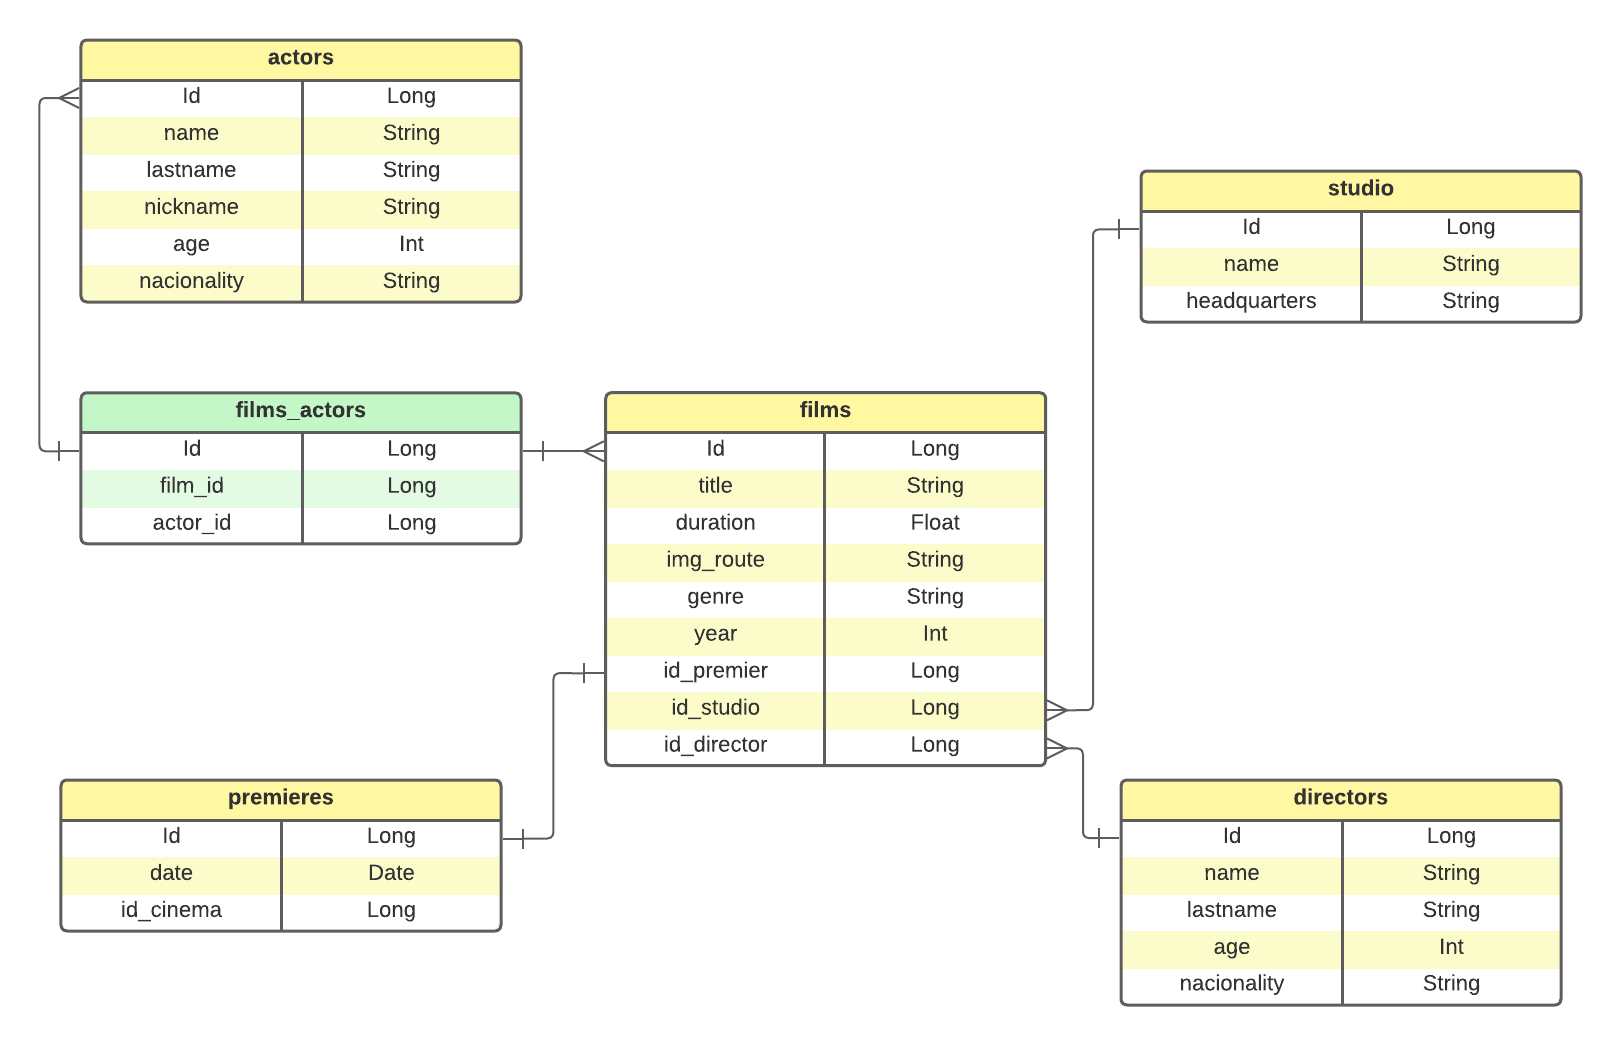 actors
Id Long
name String
lastname String
nickname String
age Int
nacionality String
studio
Id Long
name String
headquarters String
films_actors
Id Long
film_id Long
actor_id Long
films
Id Long
title String
duration Float
img_route String
genre String
year Int
id_premier Long
id_studio Long
id_director Long
premieres
Id Long
date Date
id_cinema Long
directors
Id Long
name String
lastname String
age Int
nacionality String